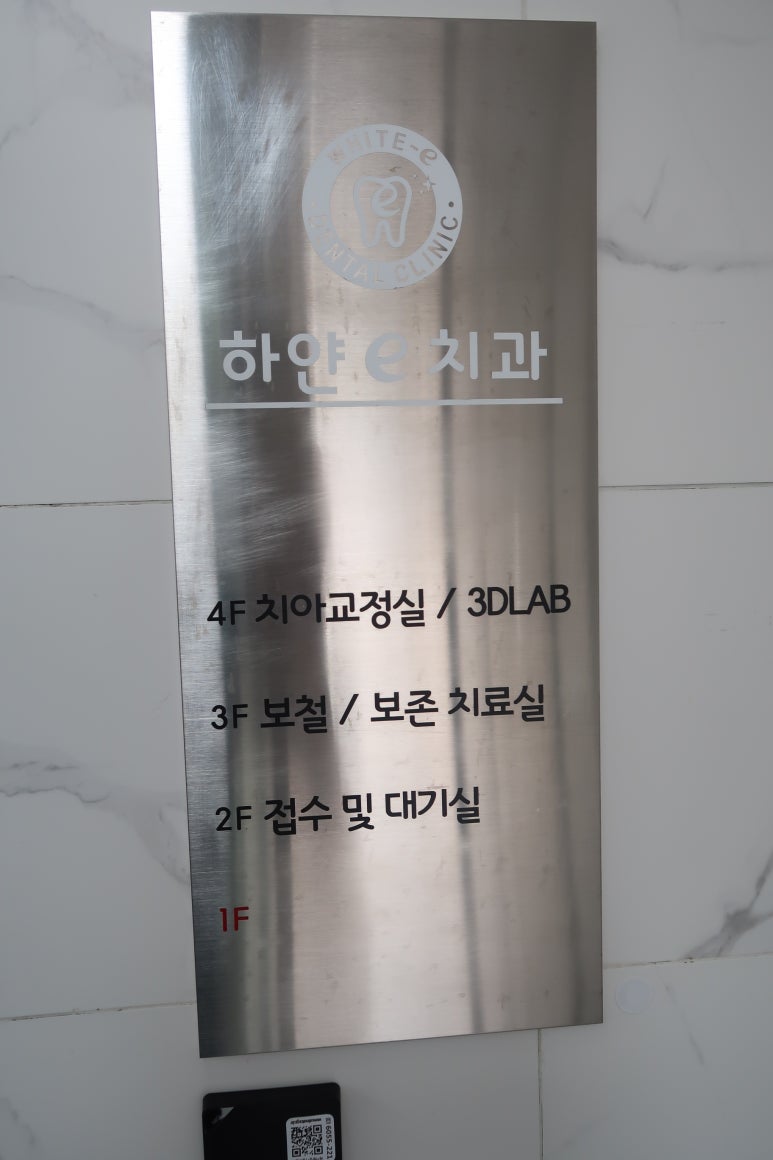 WHITE-e
DENTAL CLINIC
하얀 e 치과
4F 치아교정실 / 3DLAB
3F 보철 / 보존 치료실
2F 접수 및 대기실
1F